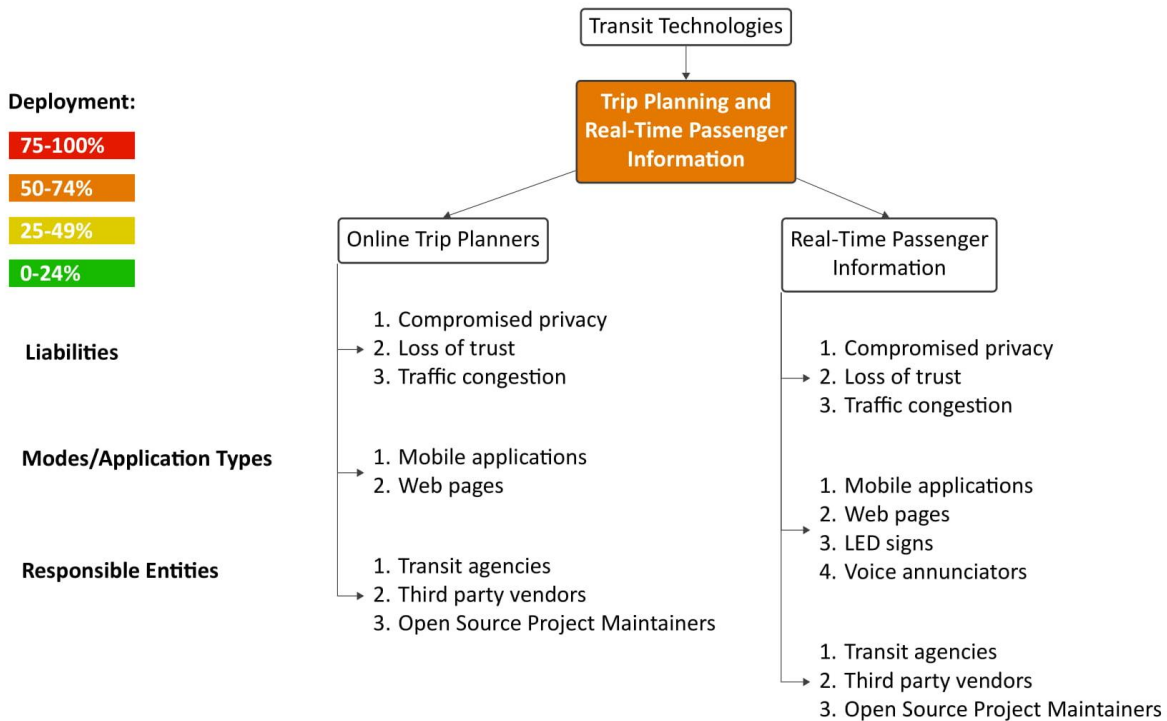 Transit Technologies
Trip Planning and
Real-Time Passenger
Information
Deployment:
75-100%
50-74%
25-49%
0-24%
Online Trip Planners
Real-Time Passenger
Information
Liabilities
1. Compromised privacy
2. Loss of trust
3. Traffic congestion
1. Compromised privacy
2. Loss of trust
3. Traffic congestion
Modes/Application Types
1. Mobile applications
2. Web pages
1. Mobile applications
2. Web pages
3. LED signs
4. Voice annunciators
Responsible Entities
1. Transit agencies
2. Third party vendors
3. Open Source Project Maintainers
1. Transit agencies
2. Third party vendors
3. Open Source Project Maintainers